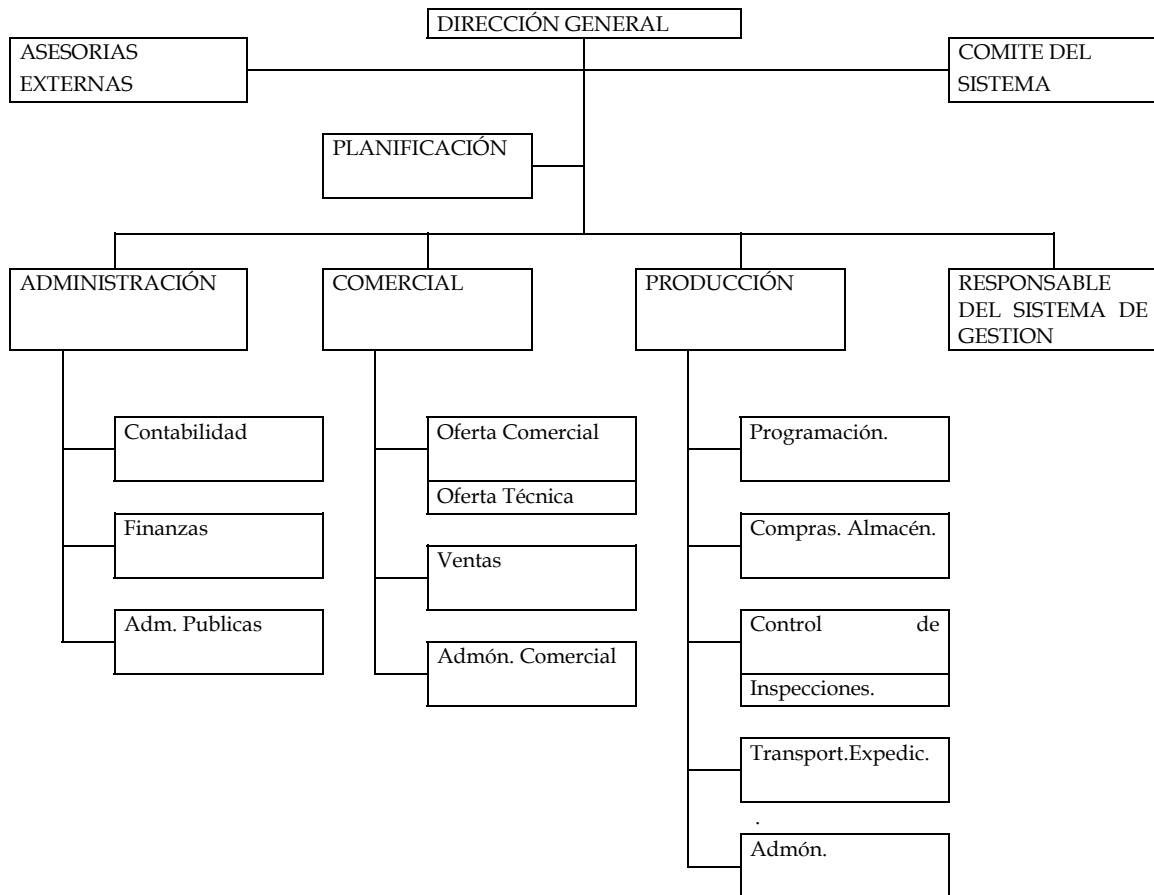 DIRECCIÓN GENERAL
ASESORIAS
EXTERNAS
COMITE DEL
SISTEMA
PLANIFICACIÓN
ADMINISTRACIÓN
COMERCIAL
PRODUCCIÓN
RESPONSABLE
DEL SISTEMA DE
GESTION
Contabilidad
Finanzas
Adm. Publicas
Oferta Comercial
Oferta Técnica
Ventas
Admón. Comercial
Programación.
Compras. Almacén.
Control de
Inspecciones.
Transport.Expedic.
.
Admón.